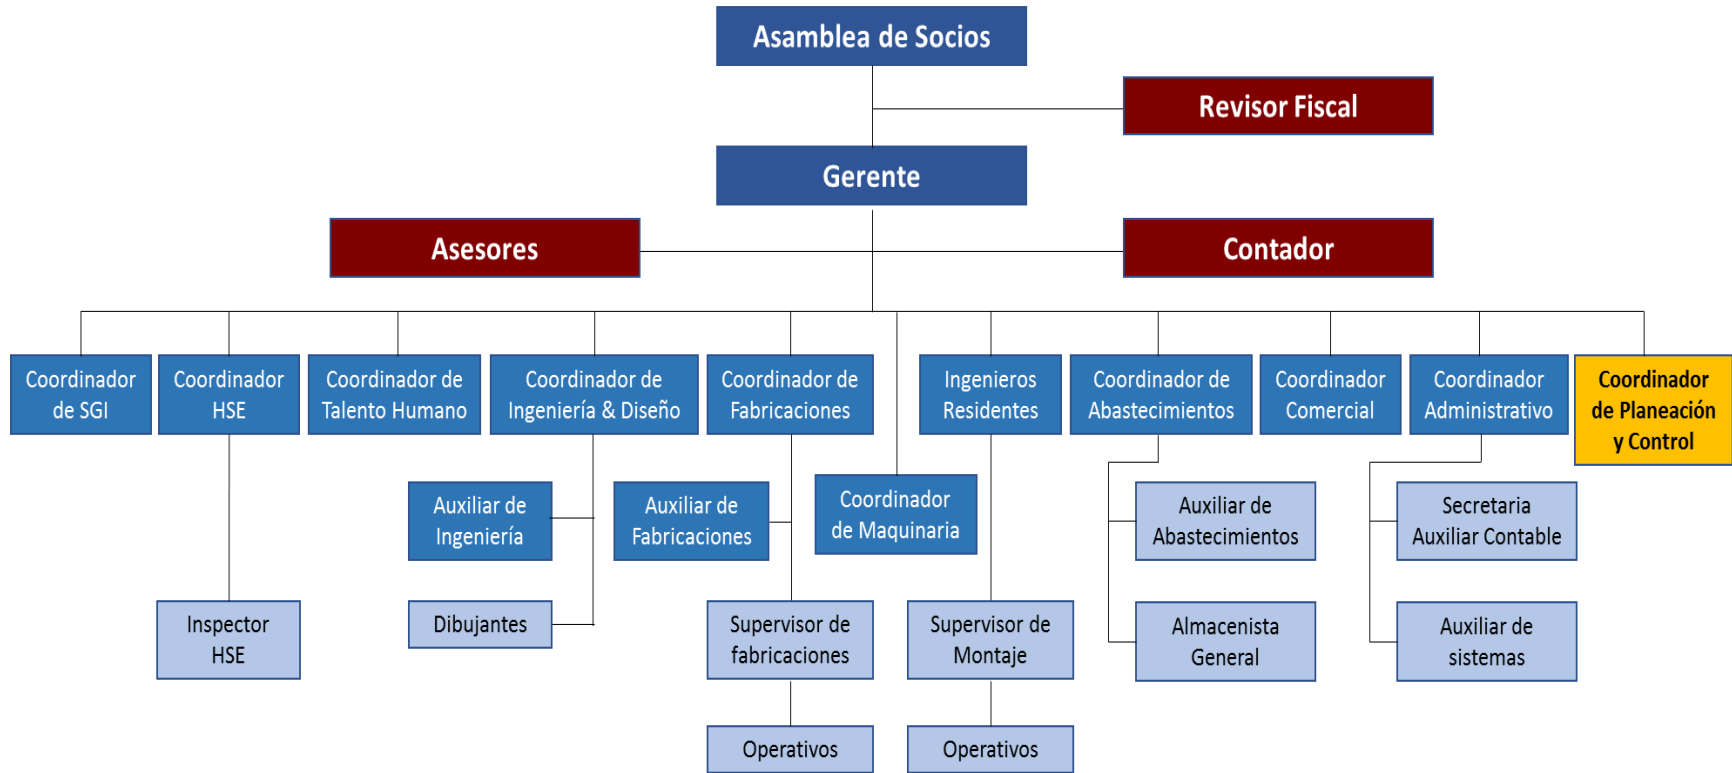 Asamblea de Socios
Revisor Fiscal
Gerente
Asesores
Contador
Coordinador
de SGI
Coordinador
HSE
Coordinador de
Talento Humano
Coordinador de
Ingeniería & Diseño
Coordinador de
Fabricaciones
Ingenieros
Residentes
Coordinador de
Abastecimientos
Coordinador
Comercial
Coordinador
Administrativo
Coordinador
de Planeación
y Control
Auxiliar de
Ingeniería
Auxiliar de
Fabricaciones
Coordinador
de Maquinaria
Auxiliar de
Abastecimientos
Secretaria
Auxiliar Contable
Inspector
HSE
Dibujantes
Supervisor de
fabricaciones
Supervisor de
Montaje
Almacenista
General
Auxiliar de
sistemas
Operativos
Operativos